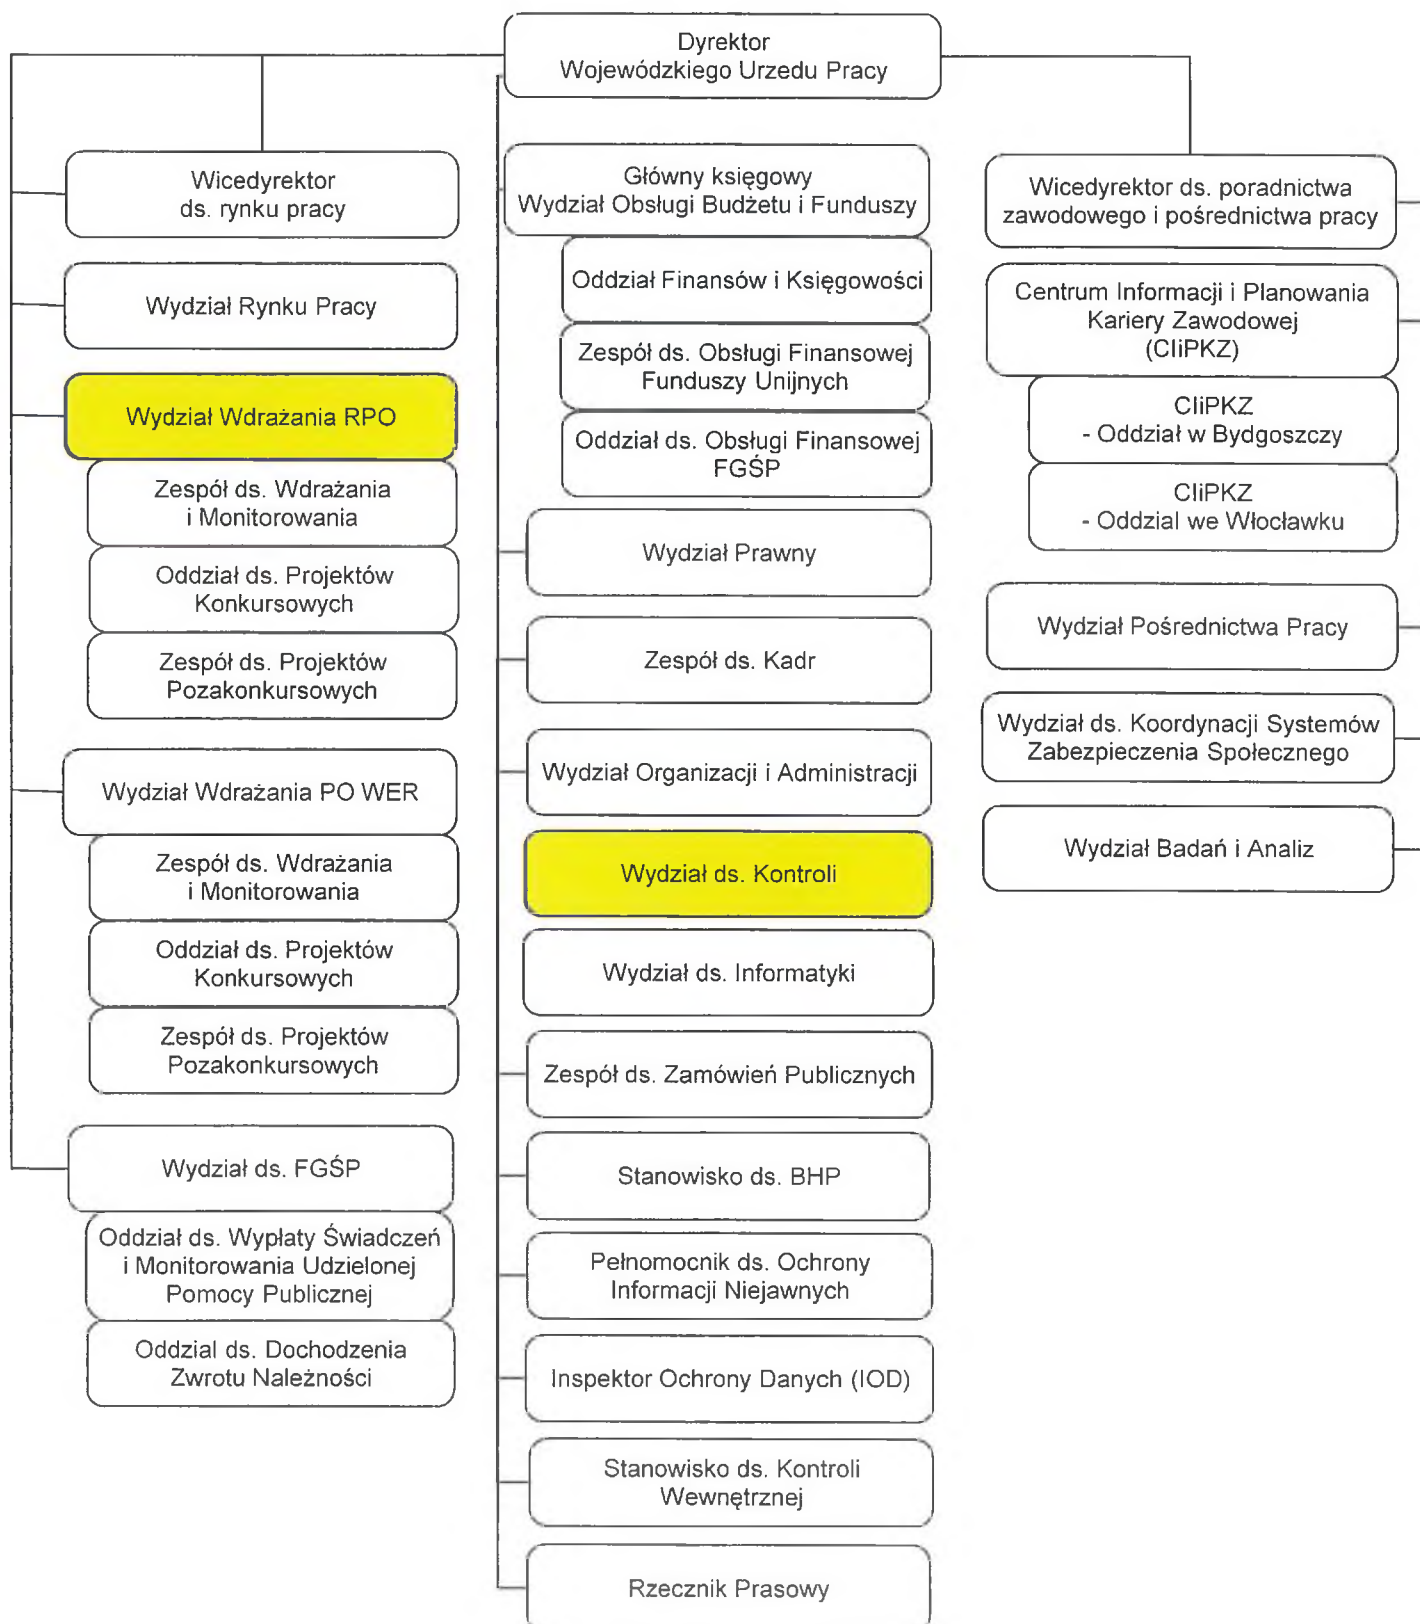 Dyrektor
Wojewódzkiego Urzedu Pracy
Wicedyrektor
ds. rynku pracy
Wydział Rynku Pracy
Wydział Wdrażania RPO
Zespół ds. Wdrażania
i Monitorowania
Oddział ds. Projektów
Konkursowych
Zespół ds. Projektów
Pozakonkursowych
Wydział Wdrażania PO WER
Zespół ds. Wdrażania
i Monitorowania
Oddział ds. Projektów
Konkursowych
Zespół ds. Projektów
Pozakonkursowych
Wydział ds. FGŚP
Oddział ds. Wypłaty Świadczeń
i Monitorowania Udzielonej
Pomocy Publicznej
Oddzial ds. Dochodzenia
Zwrotu Należności
Główny księgowy
Wydział Obsługi Budżetu i Funduszy
Oddział Finansów i Księgowości
Zespół ds. Obsługi Finansowej
Funduszy Unijnych
Oddział ds. Obsługi Finansowej
FGŚP
Wydział Prawny
Zespół ds. Kadr
Wydział Organizacji i Administracji
Wydział ds. Kontroli
Wydział ds. Informatyki
Zespół ds. Zamówień Publicznych
Stanowisko ds. BHP
Pełnomocnik ds. Ochrony
Informacji Niejawnych
Inspektor Ochrony Danych (IOD)
Stanowisko ds. Kontroli
Wewnętrznej
Rzecznik Prasowy
Wicedyrektor ds. poradnictwa
zawodowego i pośrednictwa pracy
Centrum Informacji i Planowania
Kariery Zawodowej
(CIiPKZ)
CIiPKZ
- Oddział w Bydgoszczy
CIiPKZ
- Oddzial we Włocławku
Wydział Pośrednictwa Pracy
Wydział ds. Koordynacji Systemów
Zabezpieczenia Społecznego
Wydział Badań i Analiz